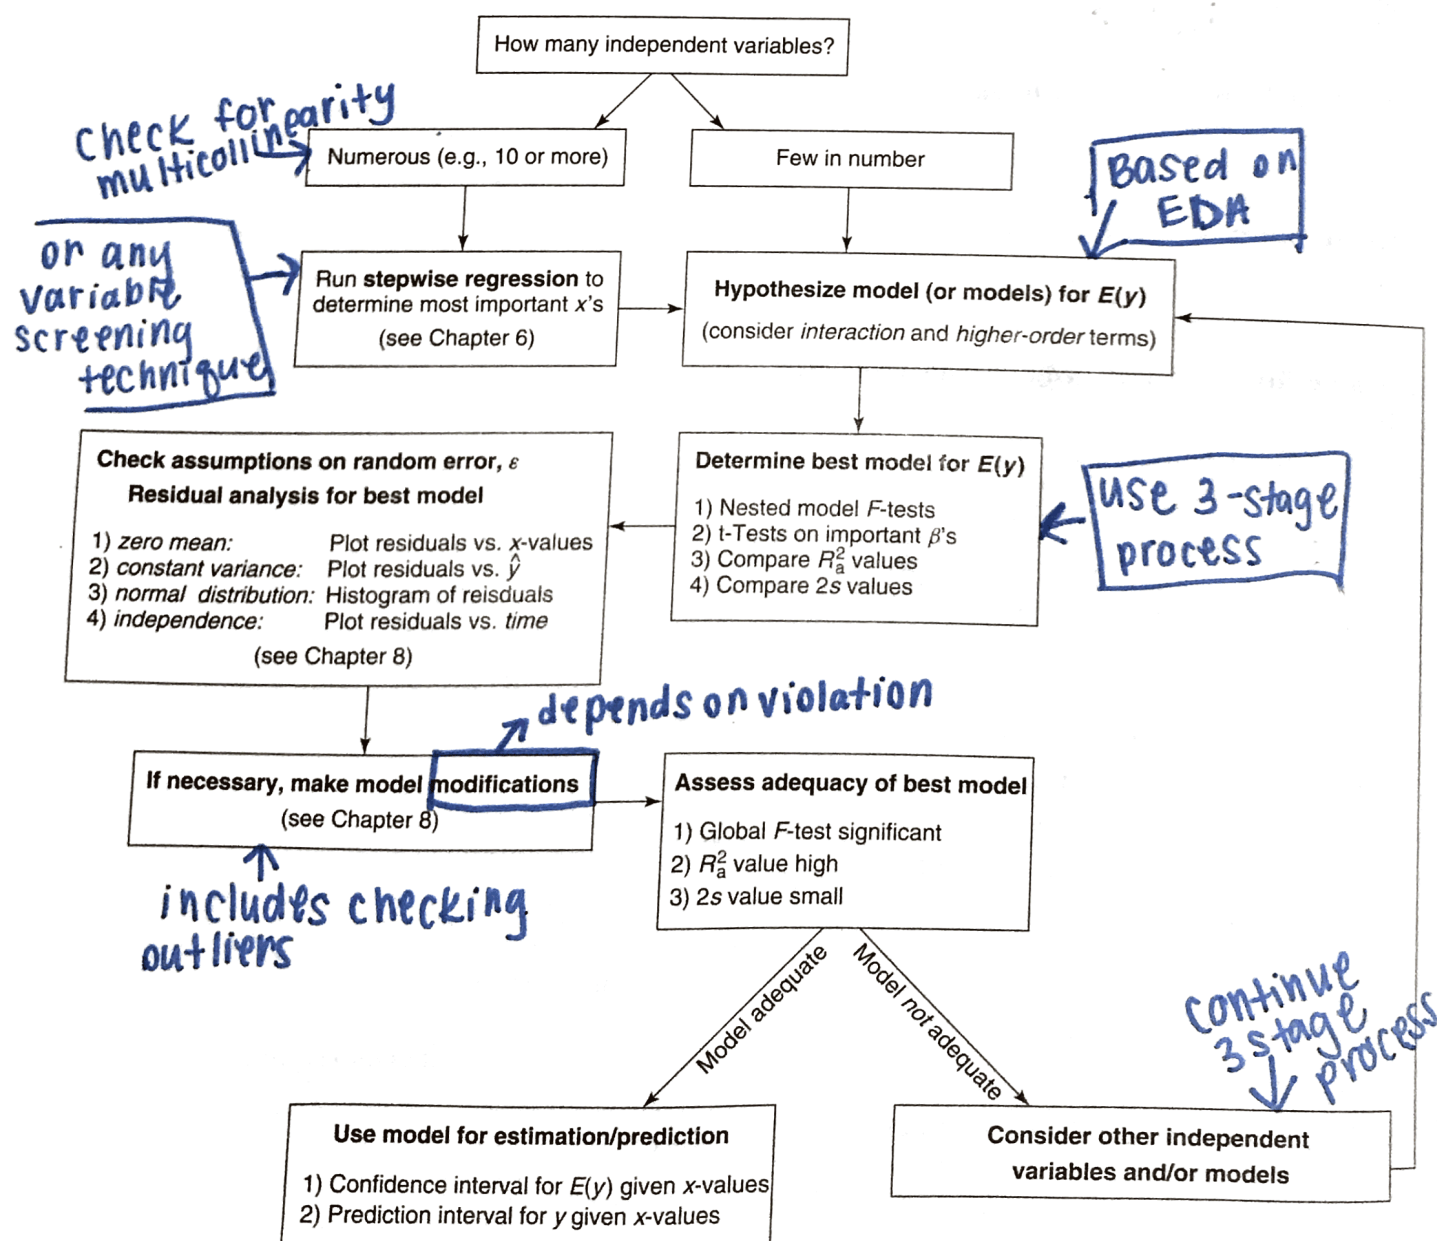 How many independent variables?
check for
multicollinearity
Numerous (e.g., 10 or more)
Few in number
Based on
EDA
or any
variable
screening
technique
Run stepwise regression to
determine most important x's
(see Chapter 6)
Hypothesize model (or models) for E(y)
(consider interaction and higher-order terms)
Check assumptions on random error, ε
Residual analysis for best model
1) zero mean: Plot residuals vs. x-values
2) constant variance: Plot residuals vs. ŷ
3) normal distribution: Histogram of reisduals
4) independence: Plot residuals vs. time
(see Chapter 8)
Determine best model for E(y)
1) Nested model F-tests
2) t-Tests on important β's
3) Compare R²ₐ values
4) Compare 2s values
use 3-stage
process
depends on violation
If necessary, make model modifications
(see Chapter 8)
includes checking
outliers
Assess adequacy of best model
1) Global F-test significant
2) R²ₐ value high
3) 2s value small
Model adequate
Model not adequate
continue
3 stage
process
Use model for estimation/prediction
1) Confidence interval for E(y) given x-values
2) Prediction interval for y given x-values
Consider other independent
variables and/or models